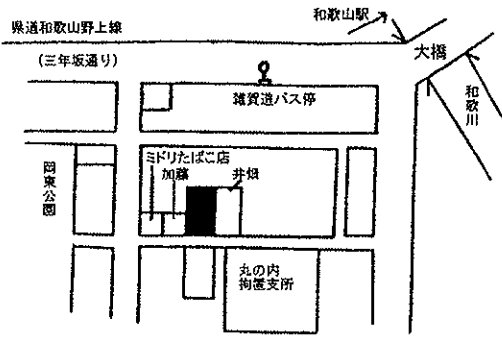 県道和歌山野上線
和歌山駅
(三年坂通り)
大橋
和歌川
雑賀道バス停
ミドリたばこ店
加藤
井畑
岡東公園
丸の内
拘置支所